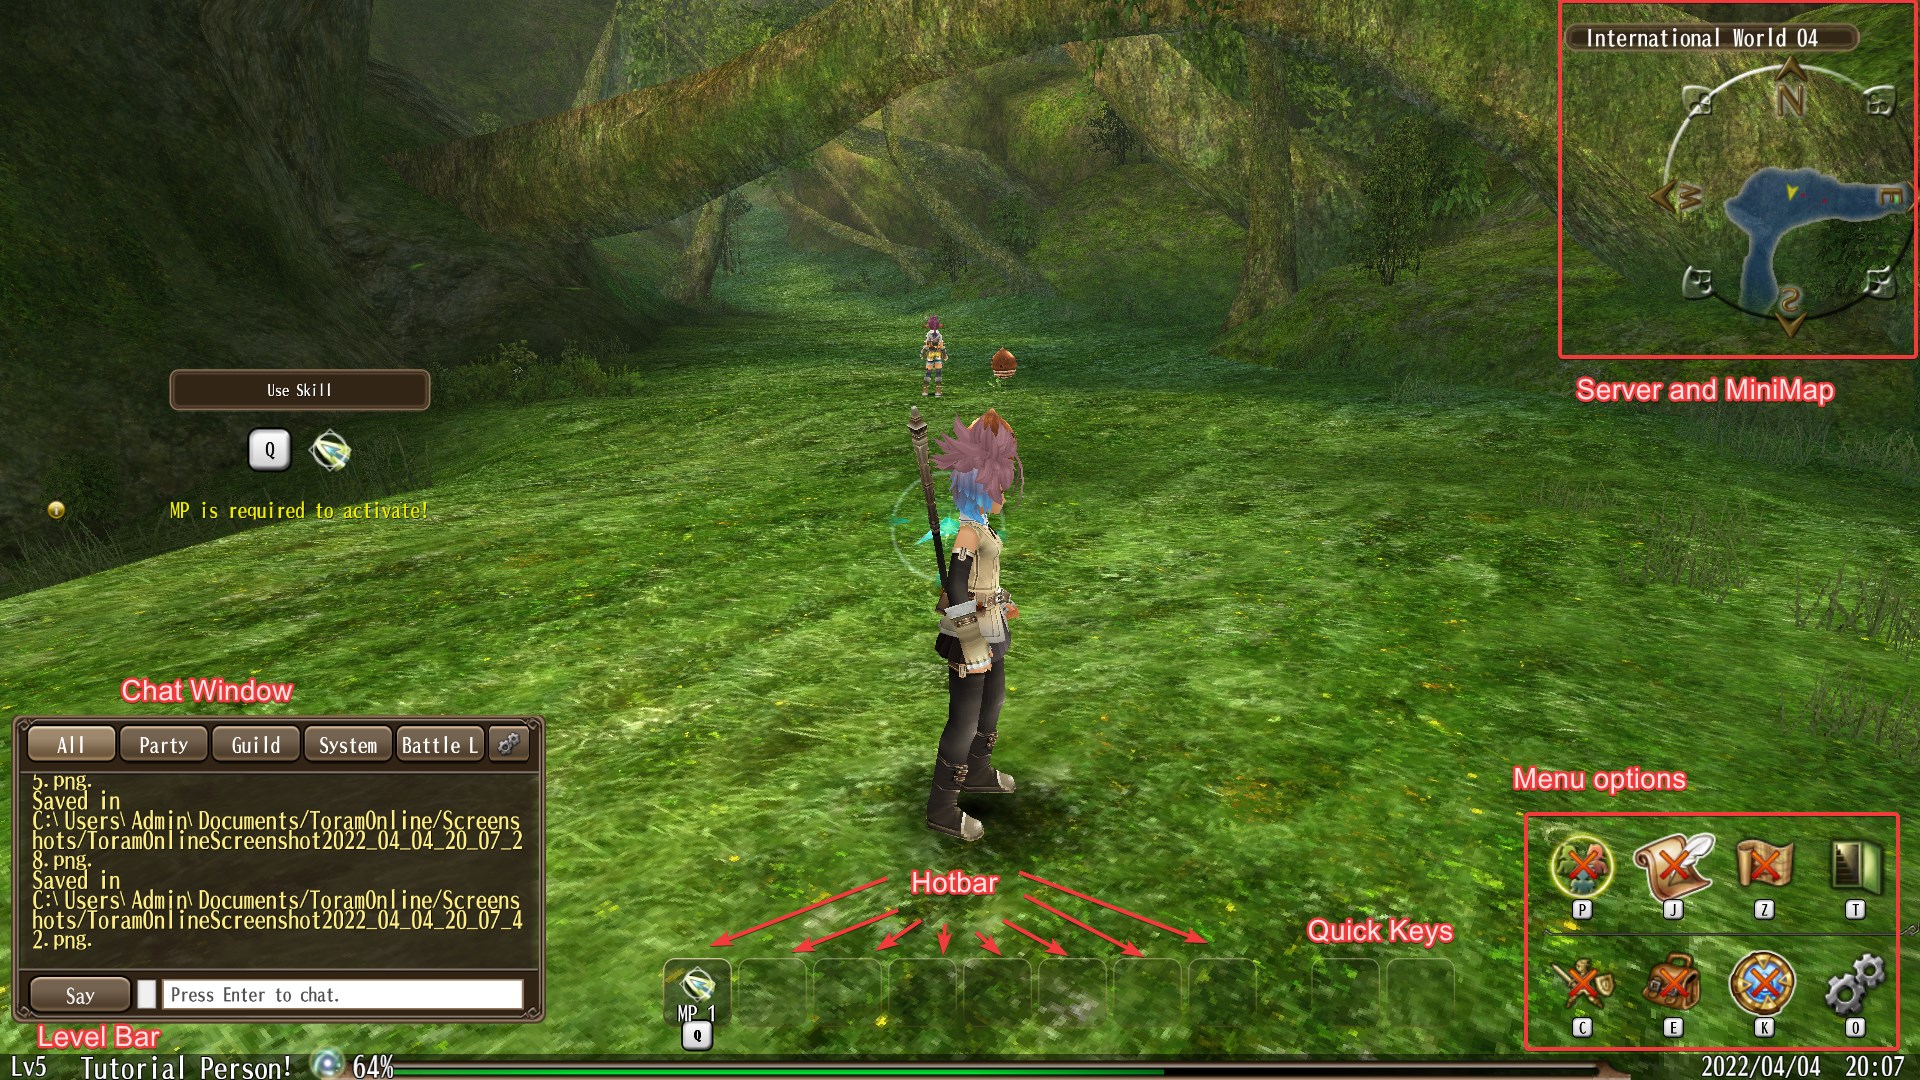 International World 04
N
W
E
S
Server and MiniMap
Use Skill
Q
MP is required to activate!
Chat Window
All
Party
Guild
System
Battle L
5.png.
Saved in
C:\Users\Admin\Documents/ToramOnline/Screens
hots/ToramOnlineScreenshot2022_04_04_20_07_2
8.png.
Saved in
C:\Users\Admin\Documents/ToramOnline/Screens
hots/ToramOnlineScreenshot2022_04_04_20_07_4
2.png.
Say
Press Enter to chat.
Hotbar
MP 1
Q
Quick Keys
Menu options
P
J
Z
T
C
E
K
O
Level Bar
Lv5 Tutorial Person! 64%
2022/04/04 20:07